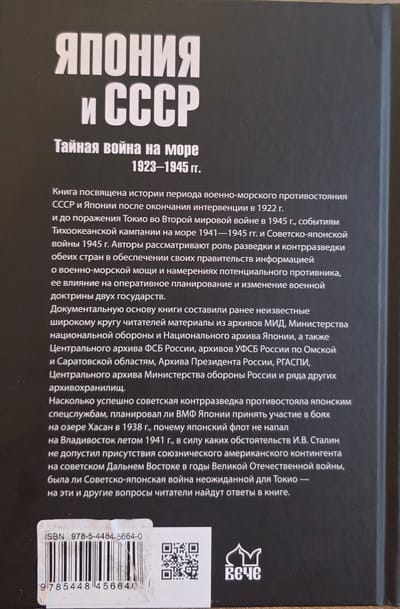 ЯПОНИЯ
и СССР
Тайная война на море
1923–1945 гг.
Книга посвящена истории периода военно-морского противостояния
СССР и Японии после окончания интервенции в 1922 г.
и до поражения Токио во Второй мировой войне в 1945 г., событиям
Тихоокеанской кампании на море 1941—1945 гг. и Советско-японской
войны 1945 г. Авторы рассматривают роль разведки и контрразведки
обеих стран в обеспечении своих правительств информацией
о военно-морской мощи и намерениях потенциального противника,
ее влияние на оперативное планирование и изменение военной
доктрины двух государств.
Документальную основу книги составили ранее неизвестные
широкому кругу читателей материалы из архивов МИД, Министерства
национальной обороны и Национального архива Японии, а также
Центрального архива ФСБ России, архивов УФСБ России по Омской
и Саратовской областям, Архива Президента России, РГАСПИ,
Центрального архива Министерства обороны России и ряда других
архивохранилищ.
Насколько успешно советская контрразведка противостояла японским
спецслужбам, планировал ли ВМФ Японии принять участие в боях
на озере Хасан в 1938 г., почему японский флот не напал
на Владивосток летом 1941 г., в силу каких обстоятельств И.В. Сталин
не допустил присутствия союзнического американского контингента
на советском Дальнем Востоке в годы Великой Отечественной войны,
была ли Советско-японская война неожиданной для Токио —
на эти и другие вопросы читатели найдут ответы в книге.
ISBN 978-5-4484-5664-0
9 785448 456640
ВЕЧЕ